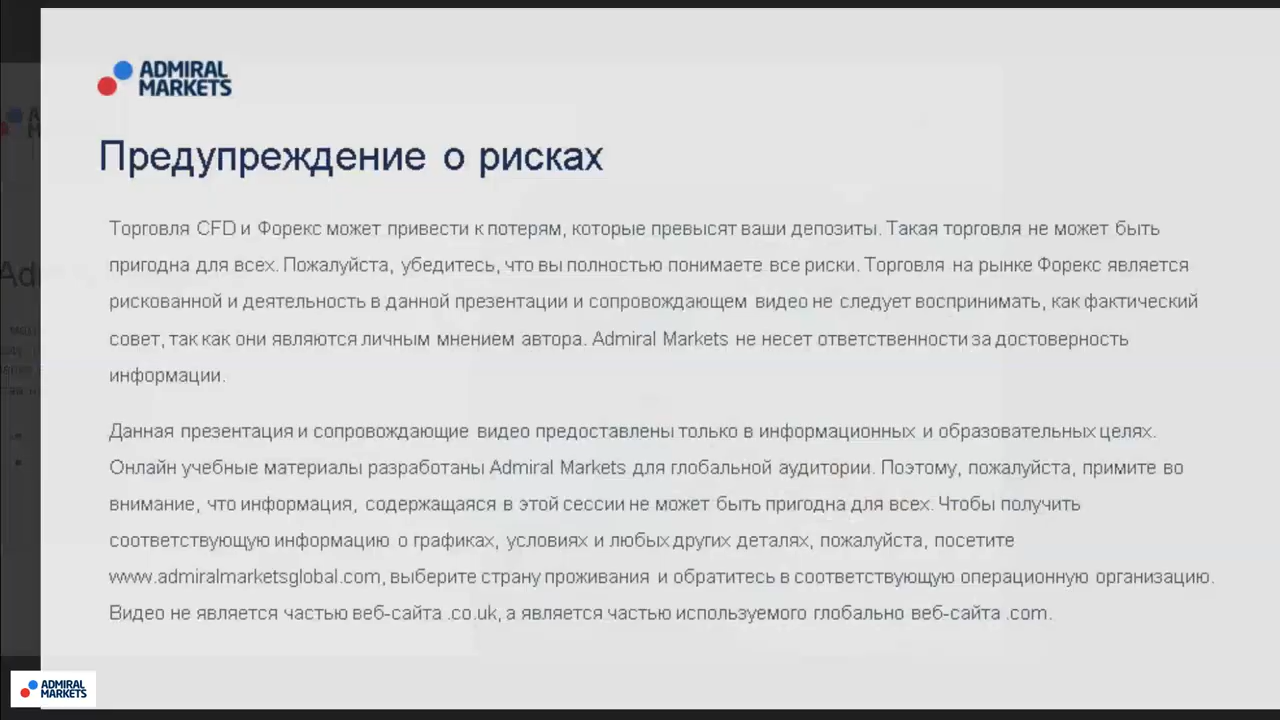 ADMIRAL
MARKETS
Предупреждение о рисках
Торговля CFD и Форекс может привести к потерям, которые превысят ваши депозиты. Такая торговля не может быть
пригодна для всех. Пожалуйста, убедитесь, что вы полностью понимаете все риски. Торговля на рынке Форекс является
рискованной и деятельность в данной презентации и сопровождающем видео не следует воспринимать, как фактический
совет, так как они являются личным мнением автора. Admiral Markets не несет ответственности за достоверность
информации.
Данная презентация и сопровождающие видео предоставлены только в информационных и образовательных целях.
Онлайн учебные материалы разработаны Admiral Markets для глобальной аудитории. Поэтому, пожалуйста, примите во
внимание, что информация, содержащаяся в этой сессии не может быть пригодна для всех. Чтобы получить
соответствующую информацию о графиках, условиях и любых других деталях, пожалуйста, посетите
www.admiralmarketsglobal.com, выберите страну проживания и обратитесь в соответствующую операционную организацию.
Видео не является частью веб-сайта .co.uk, а является частью используемого глобально веб-сайта .com.
ADMIRAL
MARKETS